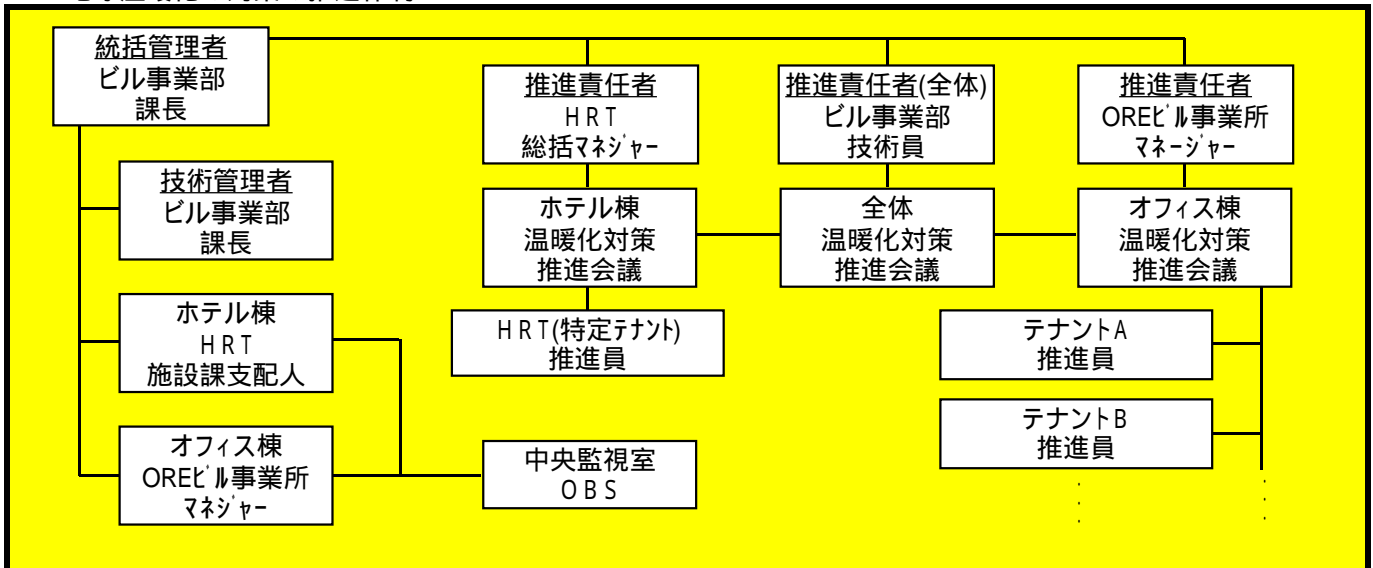 統括管理者
ビル事業部
課長
推進責任者
HRT
総括ﾏﾈｼﾞｬｰ
推進責任者(全体)
ビル事業部
技術員
推進責任者
OREﾋﾞﾙ事業所
ﾏﾈｰｼﾞｬｰ
技術管理者
ビル事業部
課長
ホテル棟
温暖化対策
推進会議
全体
温暖化対策
推進会議
オフィス棟
温暖化対策
推進会議
ホテル棟
HRT
施設課支配人
HRT(特定ﾃﾅﾝﾄ)
推進員
テナントA
推進員
テナントB
推進員
オフィス棟
OREﾋﾞﾙ事業所
ﾏﾈｼﾞｬｰ
中央監視室
OBS